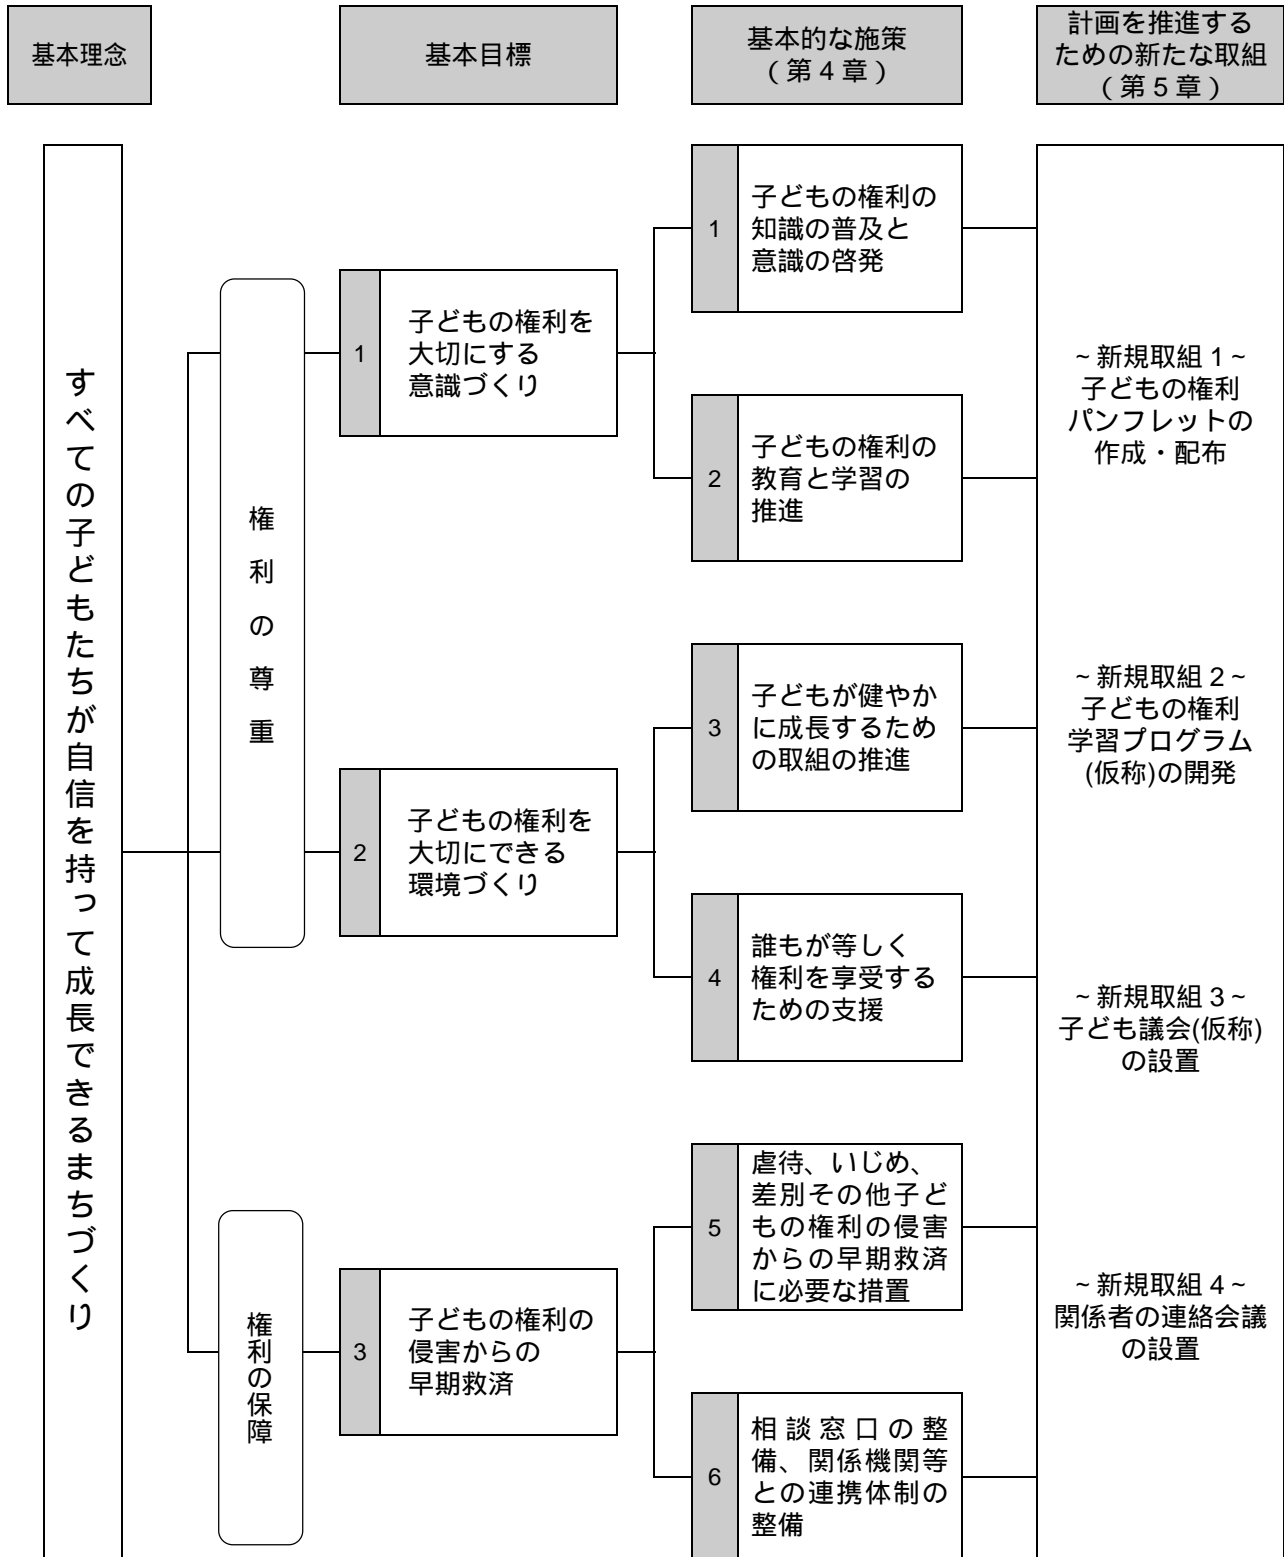 基本理念
基本目標
基本的な施策
（第４章）
計画を推進する
ための新たな取組
（第５章）
すべての子どもたちが自信を持って成長できるまちづくり
権利の尊重
1
子どもの権利を
大切にする
意識づくり
2
子どもの権利を
大切にできる
環境づくり
権利の保障
3
子どもの権利の
侵害からの
早期救済
1
子どもの権利の
知識の普及と
意識の啓発
2
子どもの権利の
教育と学習の
推進
3
子どもが健やか
に成長するため
の取組の推進
4
誰もが等しく
権利を享受する
ための支援
5
虐待、いじめ、
差別その他子ど
もの権利の侵害
からの早期救済
に必要な措置
6
相談窓口の整
備、関係機関等
との連携体制の
整備
~新規取組１~
子どもの権利
パンフレットの
作成・配布
~新規取組２~
子どもの権利
学習プログラム
(仮称)の開発
~新規取組３~
子ども議会(仮称)
の設置
~新規取組４~
関係者の連絡会議
の設置